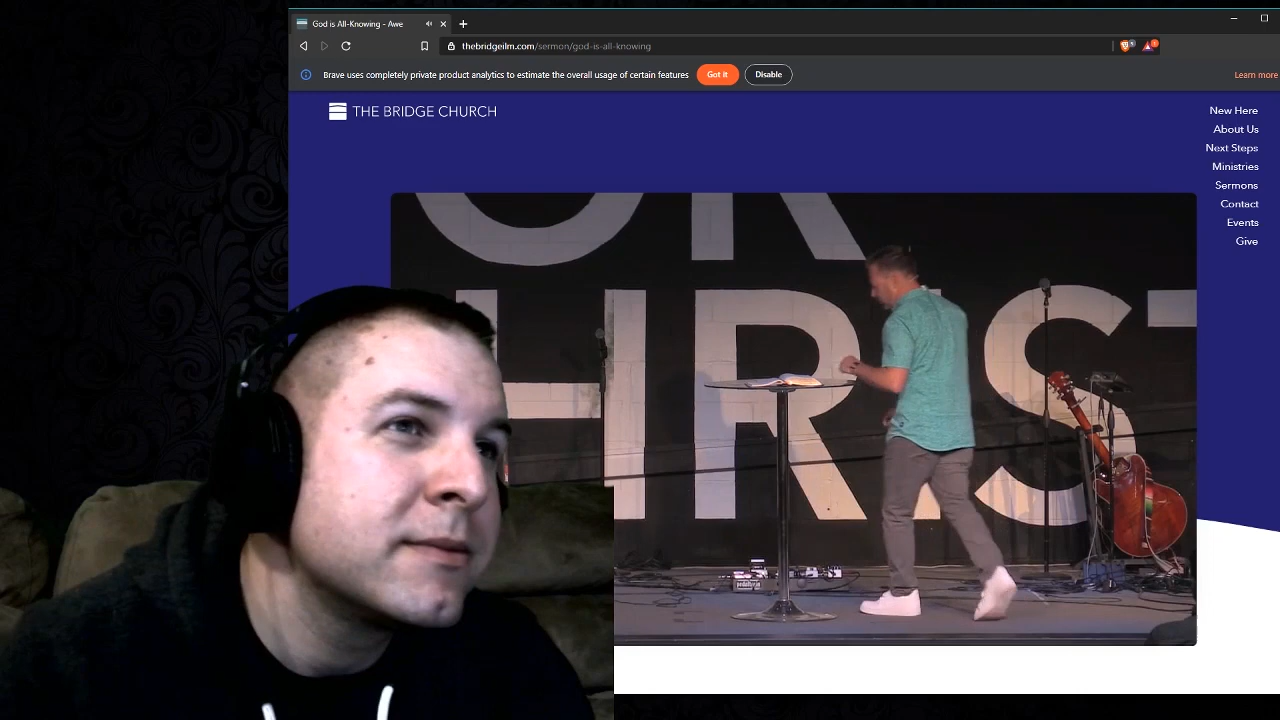 God is All-Knowing - Awe
thebridgeilm.com/sermon/god-is-all-knowing
Brave uses completely private product analytics to estimate the overall usage of certain features
Got it
Disable
Learn more
THE BRIDGE CHURCH
New Here
About Us
Next Steps
Ministries
Sermons
Contact
Events
Give
OR
HRIST